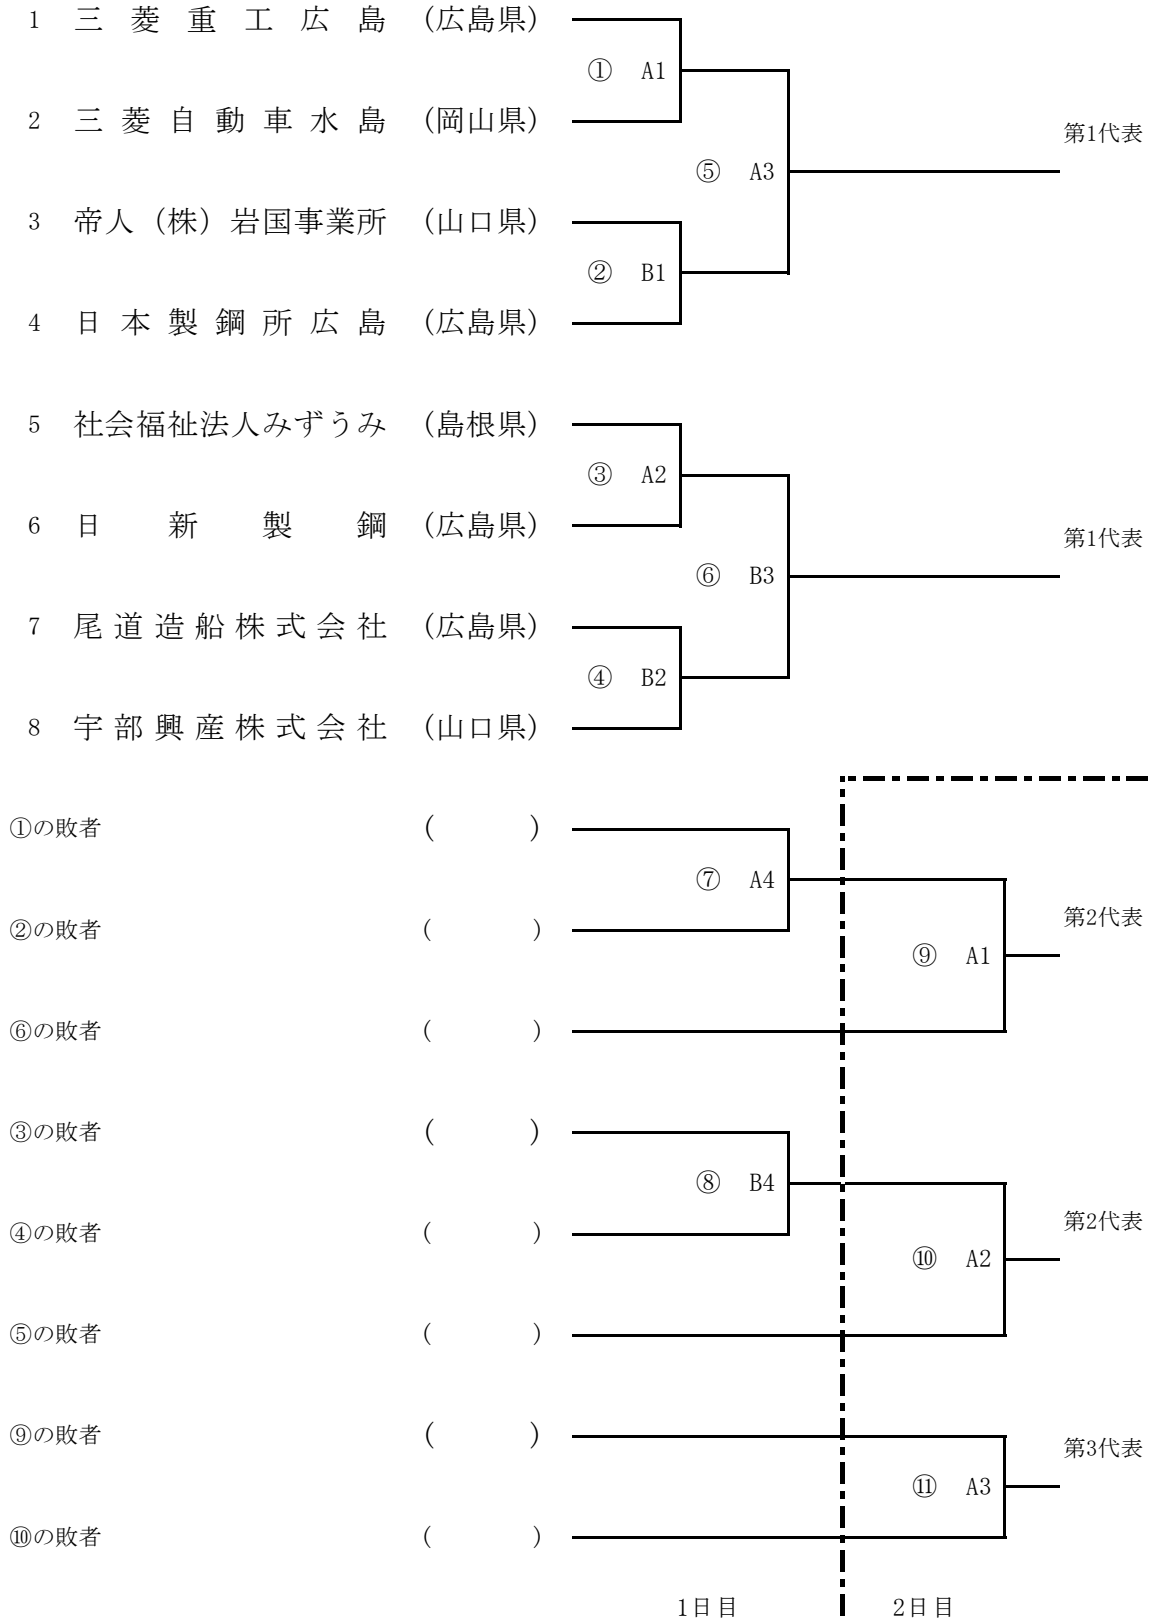 1 三菱重工広島 (広島県)
① A1
2 三菱自動車水島 (岡山県)
第1代表
⑤ A3
3 帝人（株）岩国事業所 (山口県)
② B1
4 日本製鋼所広島 (広島県)
5 社会福祉法人みずうみ (島根県)
③ A2
6 日新製鋼 (広島県)
第1代表
⑥ B3
7 尾道造船株式会社 (広島県)
④ B2
8 宇部興産株式会社 (山口県)
①の敗者 ( )
⑦ A4
②の敗者 ( )
第2代表
⑨ A1
⑥の敗者 ( )
③の敗者 ( )
⑧ B4
④の敗者 ( )
第2代表
⑩ A2
⑤の敗者 ( )
⑨の敗者 ( )
第3代表
⑪ A3
⑩の敗者 ( )
1日目 2日目